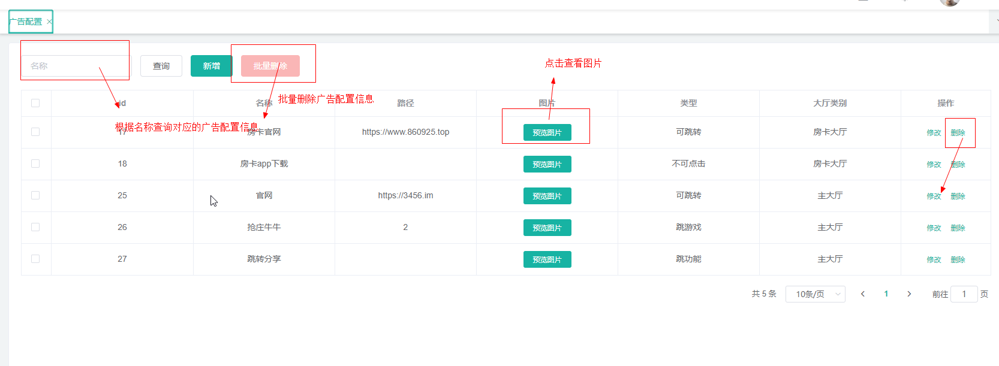 广告配置
名称 查询 新增 批量删除 点击查看图片
批量删除广告配置信息
id 名称 路径 图片 类型 大厅类别 操作
根据名称查询对应的广告配置信息
17 房卡官网 https://www.860925.top 预览图片 可跳转 房卡大厅 修改 删除
18 房卡app下载 预览图片 不可点击 房卡大厅 修改 删除
25 官网 https://3456.im 预览图片 可跳转 主大厅 修改 删除
26 抢庄牛牛 2 预览图片 跳游戏 主大厅 修改 删除
27 跳转分享 预览图片 跳功能 主大厅 修改 删除
共 5 条 10条/页 1 前往 1 页